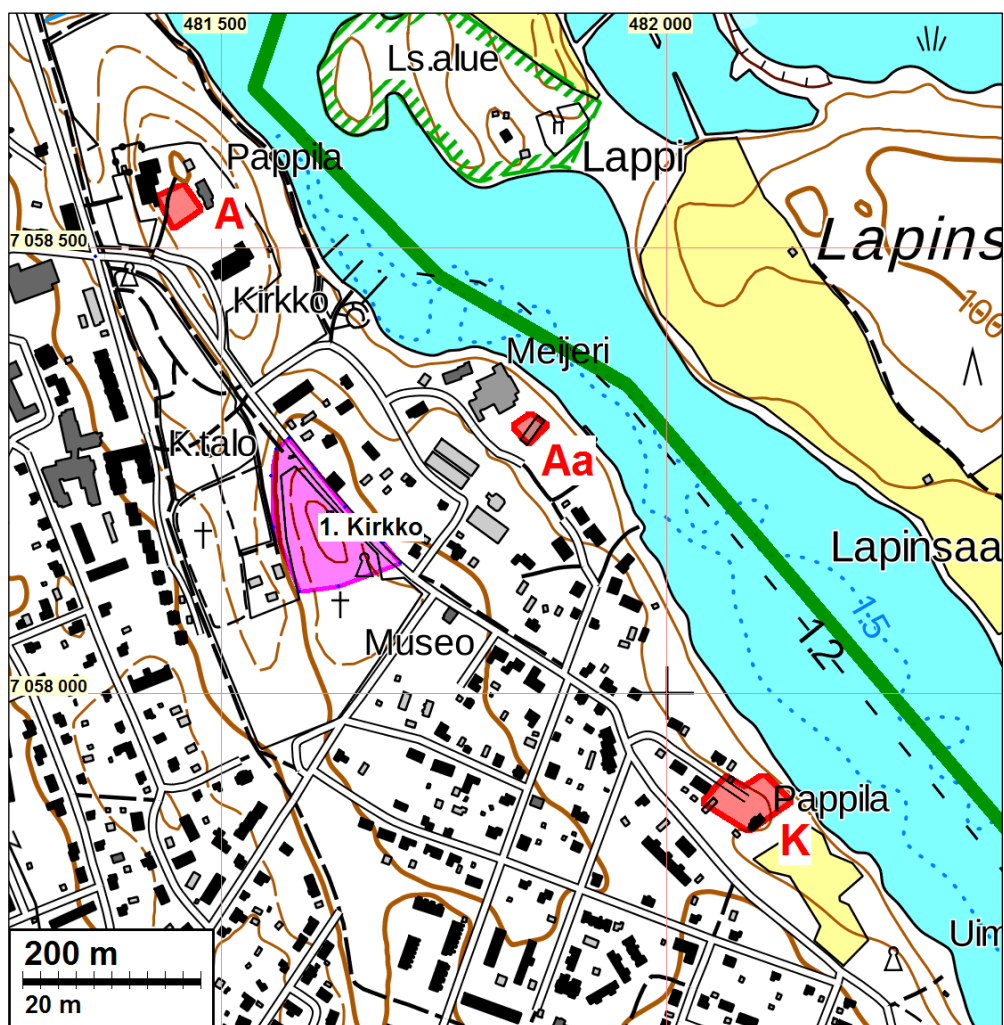 481 500
482 000
Ls.alue
Pappila
Lappi
A
7 058 500
Lapins
Kirkko
100
Meijeri
K.talo
Aa
1. Kirkko
Lapinsaa
1.5
1.2
Museo
7 058 000
Pappila
K
Uim
200 m
20 m